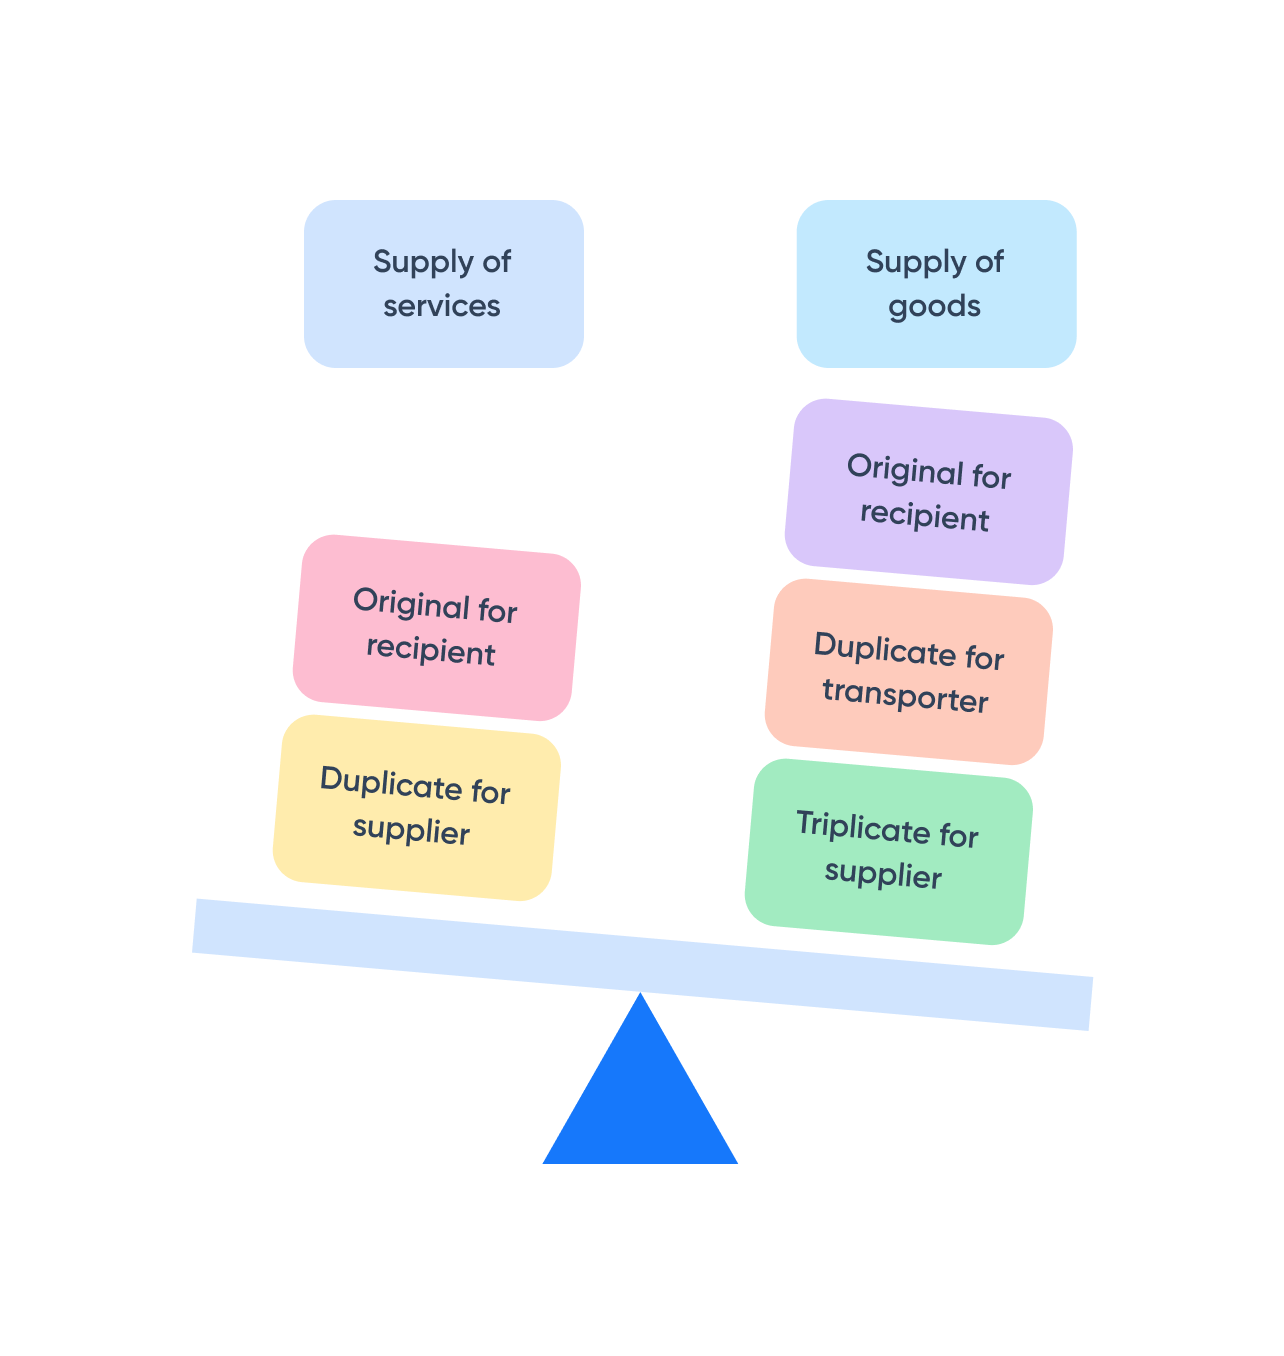 Supply of
services
Supply of
goods
Original for
recipient
Duplicate for
supplier
Original for
recipient
Duplicate for
transporter
Triplicate for
supplier